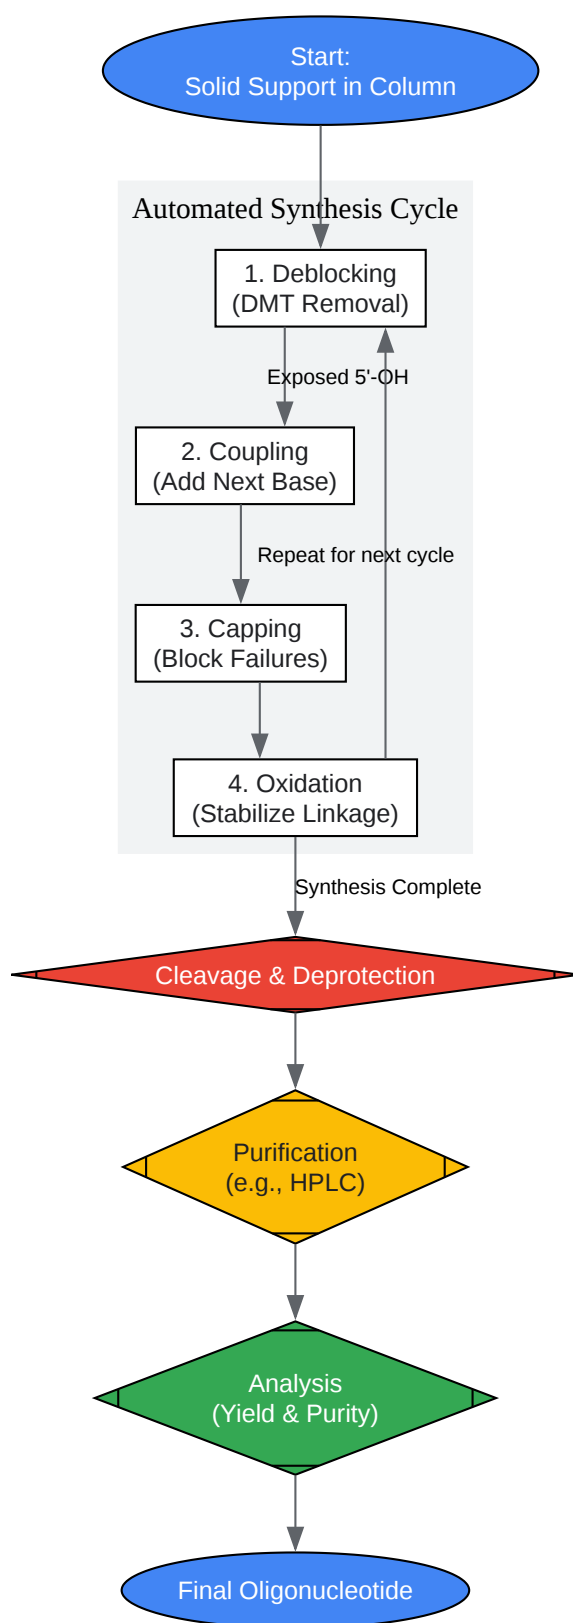 Start:
Solid Support in Column
Automated Synthesis Cycle
1. Deblocking
(DMT Removal)
Exposed 5'-OH
2. Coupling
(Add Next Base)
Repeat for next cycle
3. Capping
(Block Failures)
4. Oxidation
(Stabilize Linkage)
Synthesis Complete
Cleavage & Deprotection
Purification
(e.g., HPLC)
Analysis
(Yield & Purity)
Final Oligonucleotide